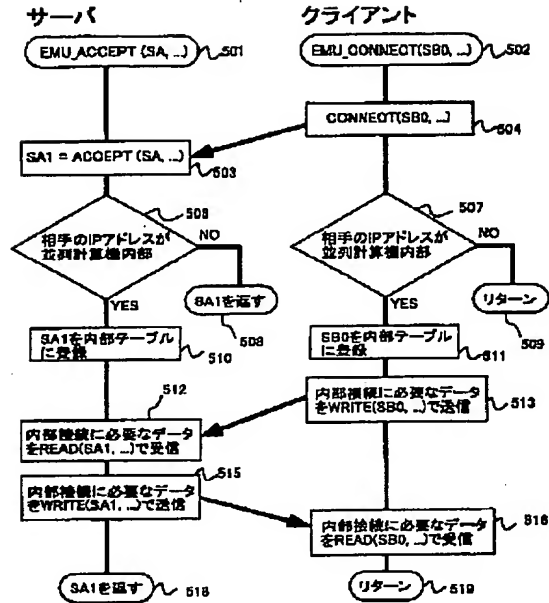 サーバ
クライアント
EMU_ACCEPT (SA, ...)
501
EMU_CONNECT(SB0, ...)
502
CONNECT(SB0, ...)
504
SA1 = ACCEPT (SA, ...)
503
相手のIPアドレスが
並列計算機内部
506
NO
YES
相手のIPアドレスが
並列計算機内部
507
NO
YES
SA1を返す
508
リターン
509
SA1を内部テーブル
に登録
510
SB0を内部テーブル
に登録
511
内部接続に必要なデータ
をWRITE(SB0, ...)で送信
513
512
内部接続に必要なデータ
をREAD(SA1, ...)で受信
515
内部接続に必要なデータ
をWRITE(SA1, ...)で送信
内部接続に必要なデータ
をREAD(SB0, ...)で受信
516
SA1を返す
518
リターン
519